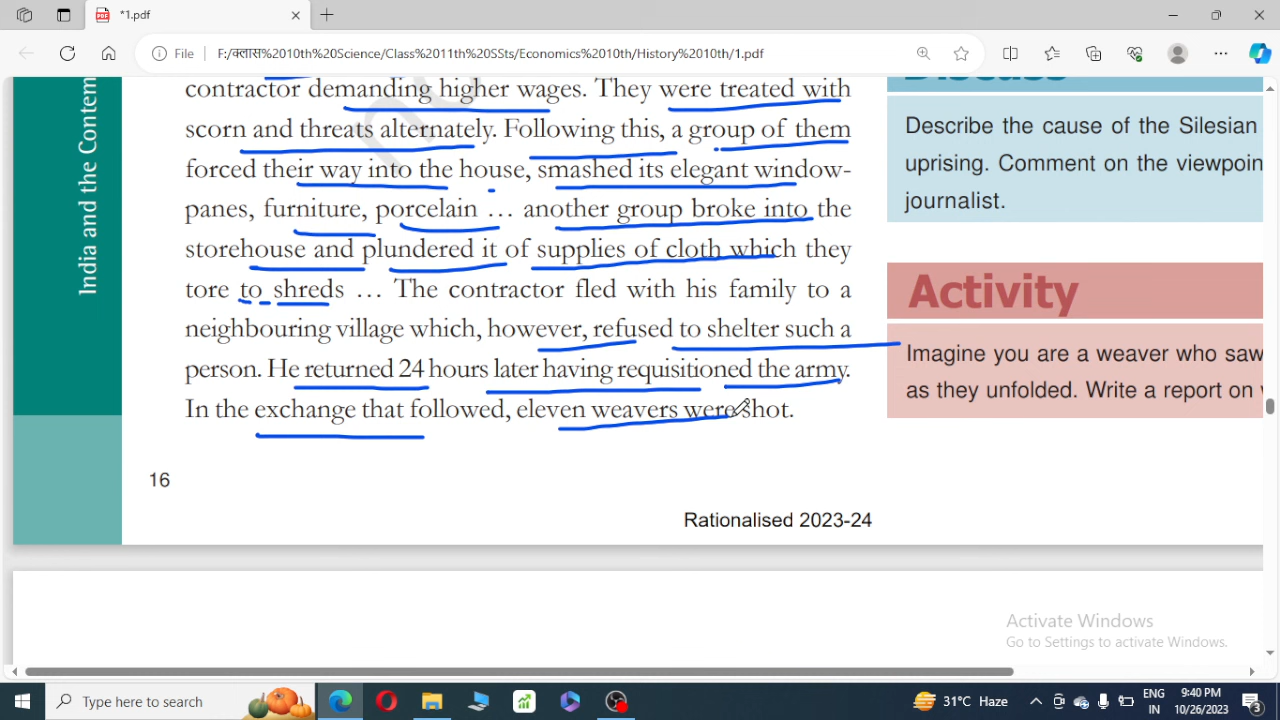 *1.pdf
File
F:/क्लास%2010th%20Science/Class%2011th%20SSts/Economics%2010th/History%2010th/1.pdf
India and the Contem
contractor demanding higher wages. They were treated with
scorn and threats alternately. Following this, a group of them
forced their way into the house, smashed its elegant window-
panes, furniture, porcelain … another group broke into the
storehouse and plundered it of supplies of cloth which they
tore to shreds … The contractor fled with his family to a
neighbouring village which, however, refused to shelter such a
person. He returned 24 hours later having requisitioned the army.
In the exchange that followed, eleven weavers were shot.
Discuss
Describe the cause of the Silesian
uprising. Comment on the viewpoin
journalist.
Activity
Imagine you are a weaver who saw
as they unfolded. Write a report on
16
Rationalised 2023-24
Activate Windows
Go to Settings to activate Windows.
Type here to search
31°C Haze
ENG
IN
9:40 PM
10/26/2023
3